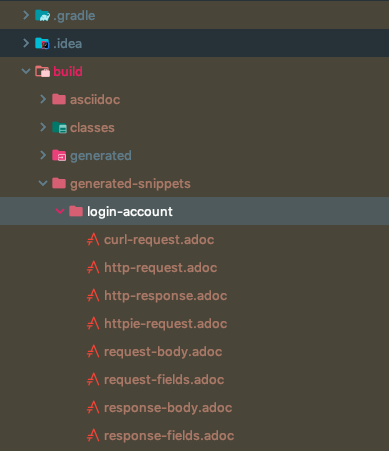 .gradle
.idea
build
asciidoc
classes
generated
generated-snippets
login-account
curl-request.adoc
http-request.adoc
http-response.adoc
httpie-request.adoc
request-body.adoc
request-fields.adoc
response-body.adoc
response-fields.adoc